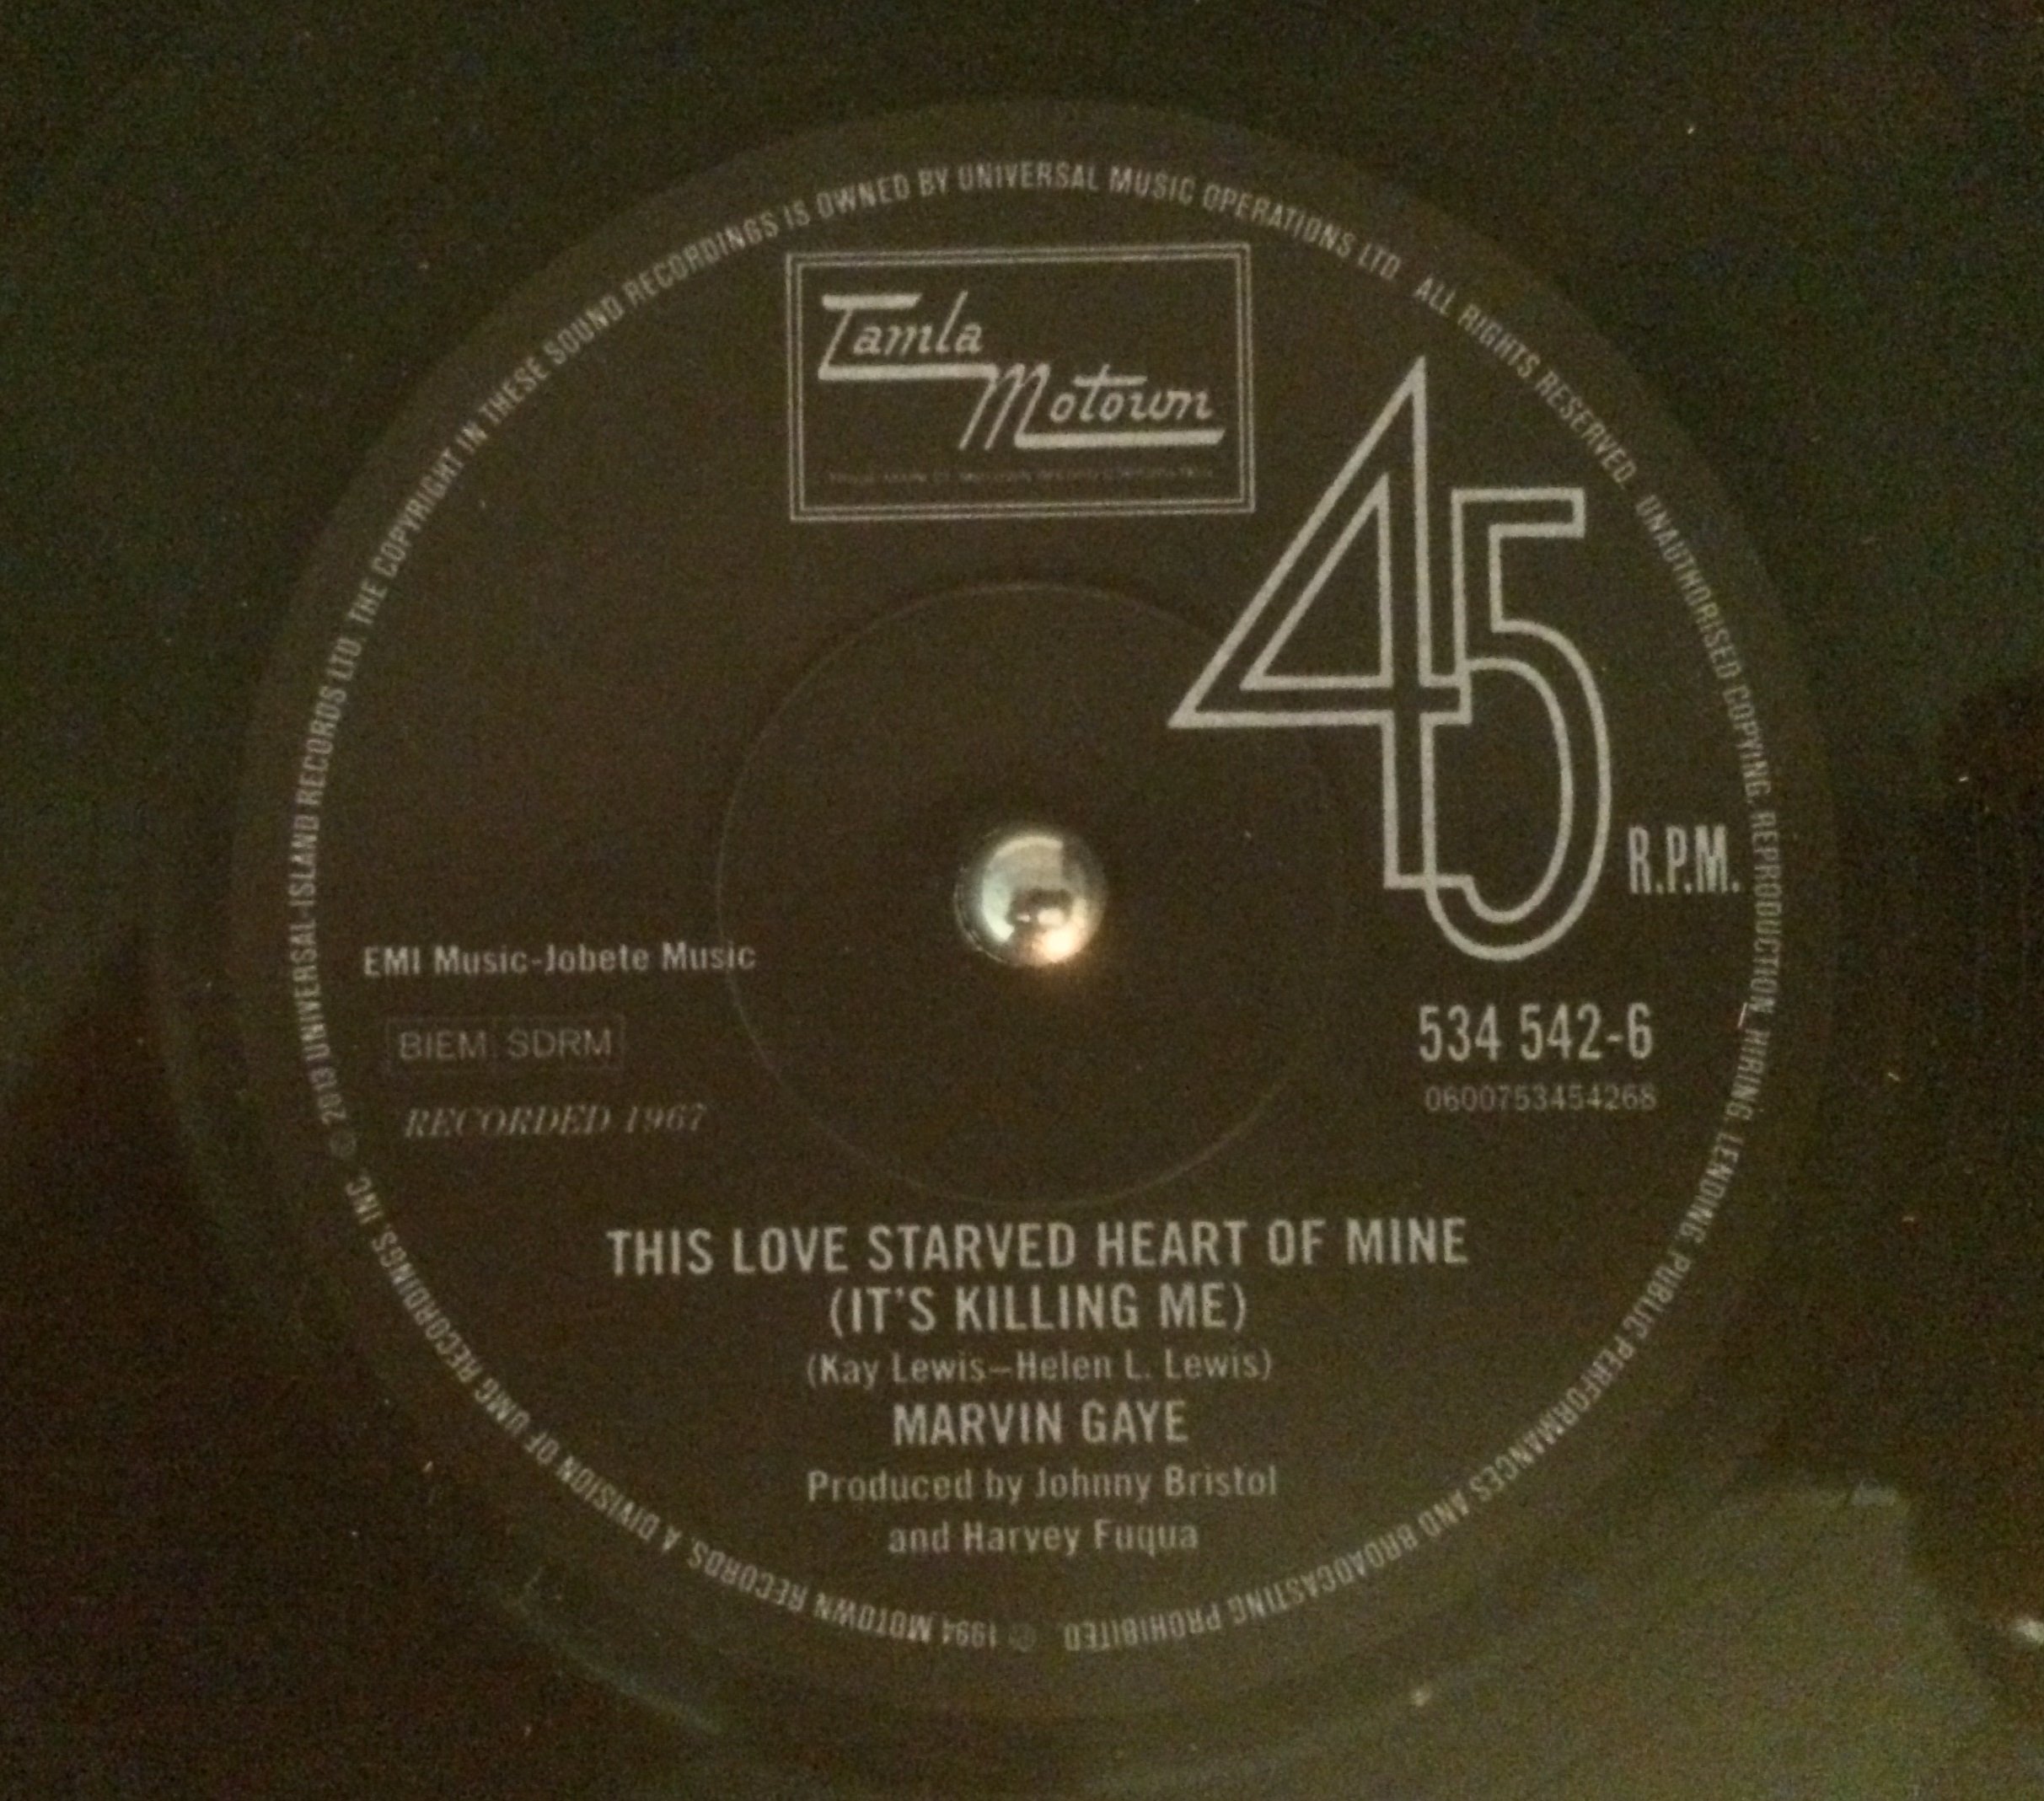 Tamla
Motown
45
R.P.M.
EMI Music-Jobete Music
BIEM SDRM
RECORDED 1967
534 542-6
0600753454268
THIS LOVE STARVED HEART OF MINE
(IT'S KILLING ME)
(Kay Lewis–Helen L. Lewis)
MARVIN GAYE
Produced by Johnny Bristol
and Harvey Fuqua
℗ 1994 MOTOWN RECORDS, A DIVISION OF UMG RECORDINGS, INC. © 2013 UNIVERSAL-ISLAND RECORDS LTD. THE COPYRIGHT IN THESE SOUND RECORDINGS IS OWNED BY UNIVERSAL MUSIC OPERATIONS LTD. ALL RIGHTS RESERVED. UNAUTHORISED COPYING, REPRODUCTION, HIRING, LENDING, PUBLIC PERFORMANCES AND BROADCASTING PROHIBITED.